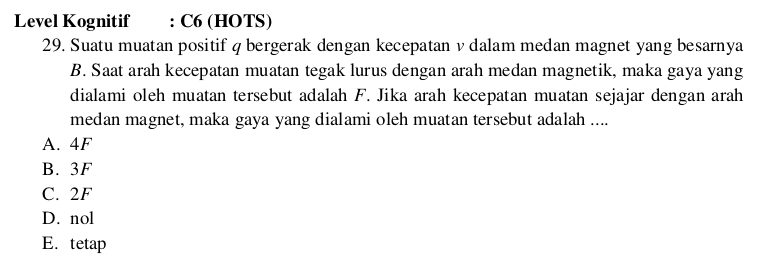 Level Kognitif : C6 (HOTS)
29. Suatu muatan positif q bergerak dengan kecepatan v dalam medan magnet yang besarnya
B. Saat arah kecepatan muatan tegak lurus dengan arah medan magnetik, maka gaya yang
dialami oleh muatan tersebut adalah F. Jika arah kecepatan muatan sejajar dengan arah
medan magnet, maka gaya yang dialami oleh muatan tersebut adalah ....
A. 4F
B. 3F
C. 2F
D. nol
E. tetap